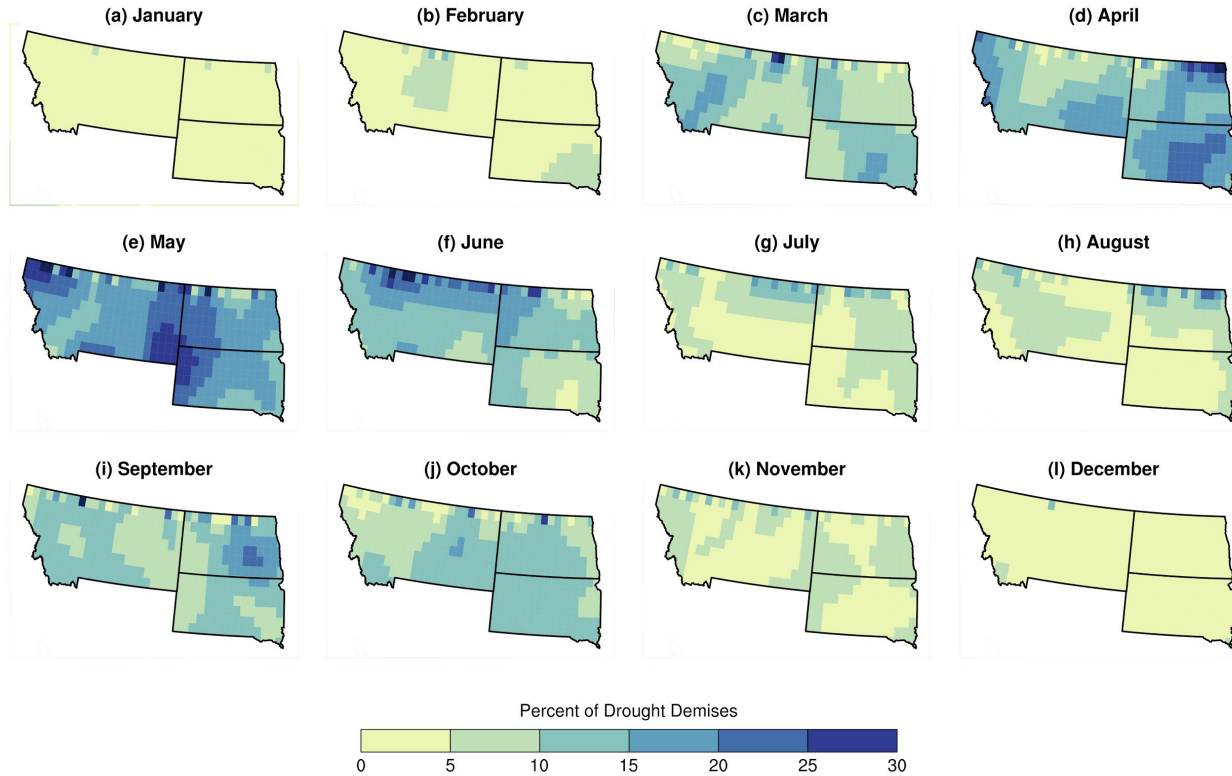 (a) January
(b) February
(c) March
(d) April
(e) May
(f) June
(g) July
(h) August
(i) September
(j) October
(k) November
(l) December
Percent of Drought Demises
0 5 10 15 20 25 30